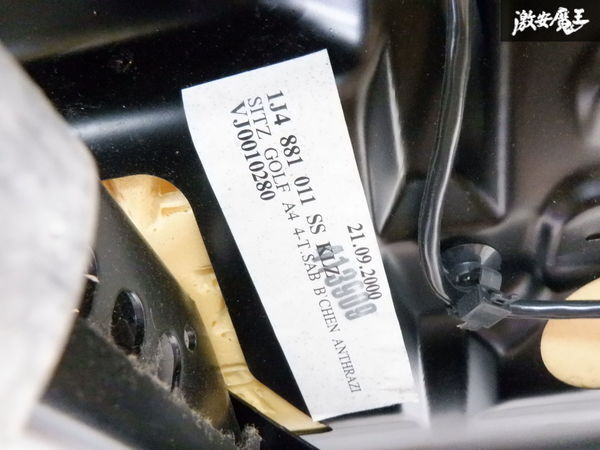 激安魔王
1J4 881 011 SS KLZ
SITZ GOLF A4 4-T.SAB B'CHEN ANTHRAZI
VJ0010280
21.09.2000